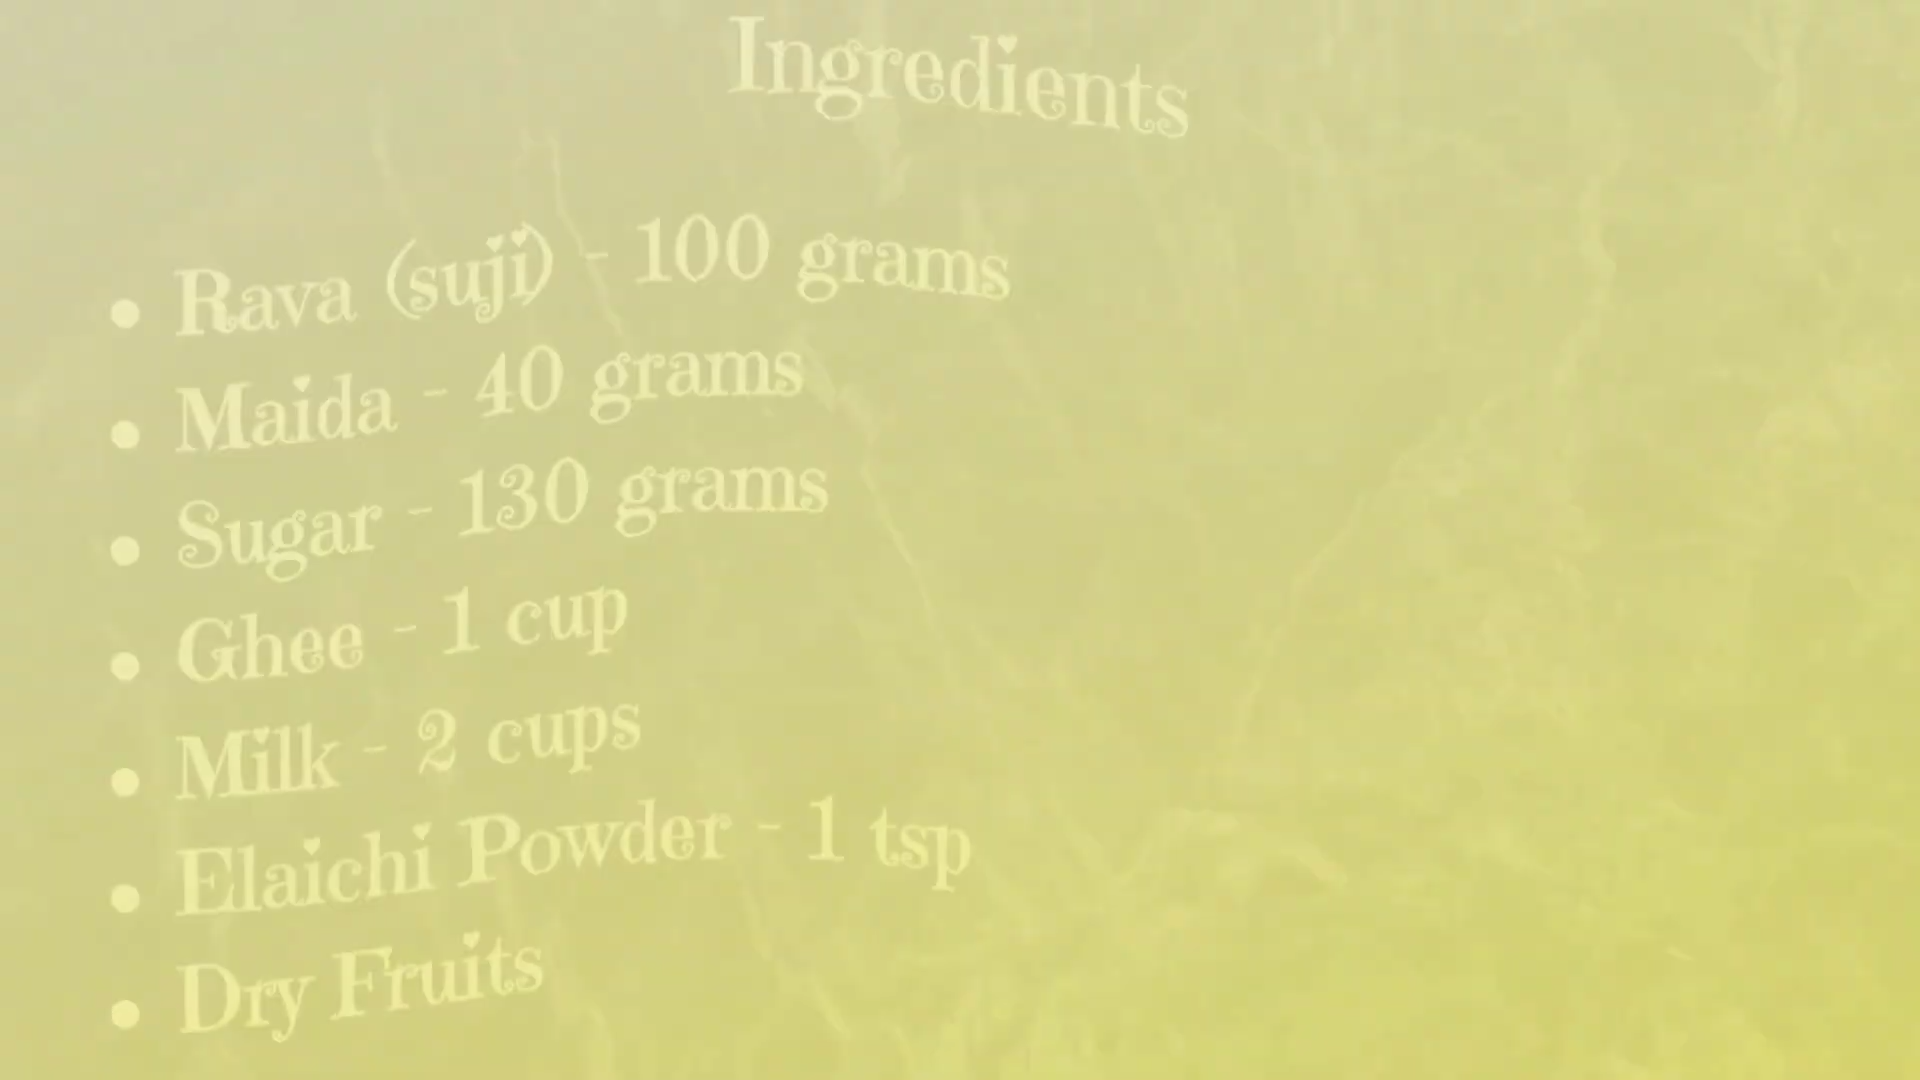 Ingredients
• Rava (suji) - 100 grams
• Maida - 40 grams
• Sugar - 130 grams
• Ghee - 1 cup
• Milk - 2 cups
• Elaichi Powder - 1 tsp
• Dry Fruits